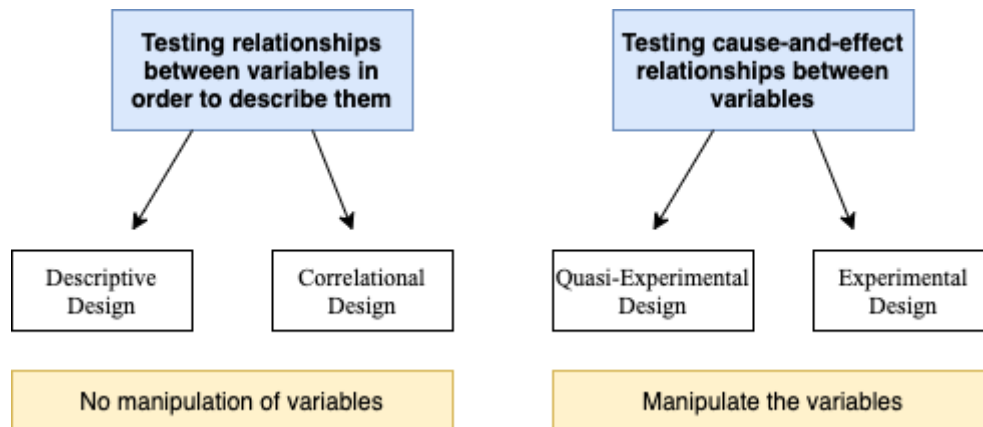 Testing relationships
between variables in
order to describe them
Testing cause-and-effect
relationships between
variables
Descriptive
Design
Correlational
Design
Quasi-Experimental
Design
Experimental
Design
No manipulation of variables
Manipulate the variables